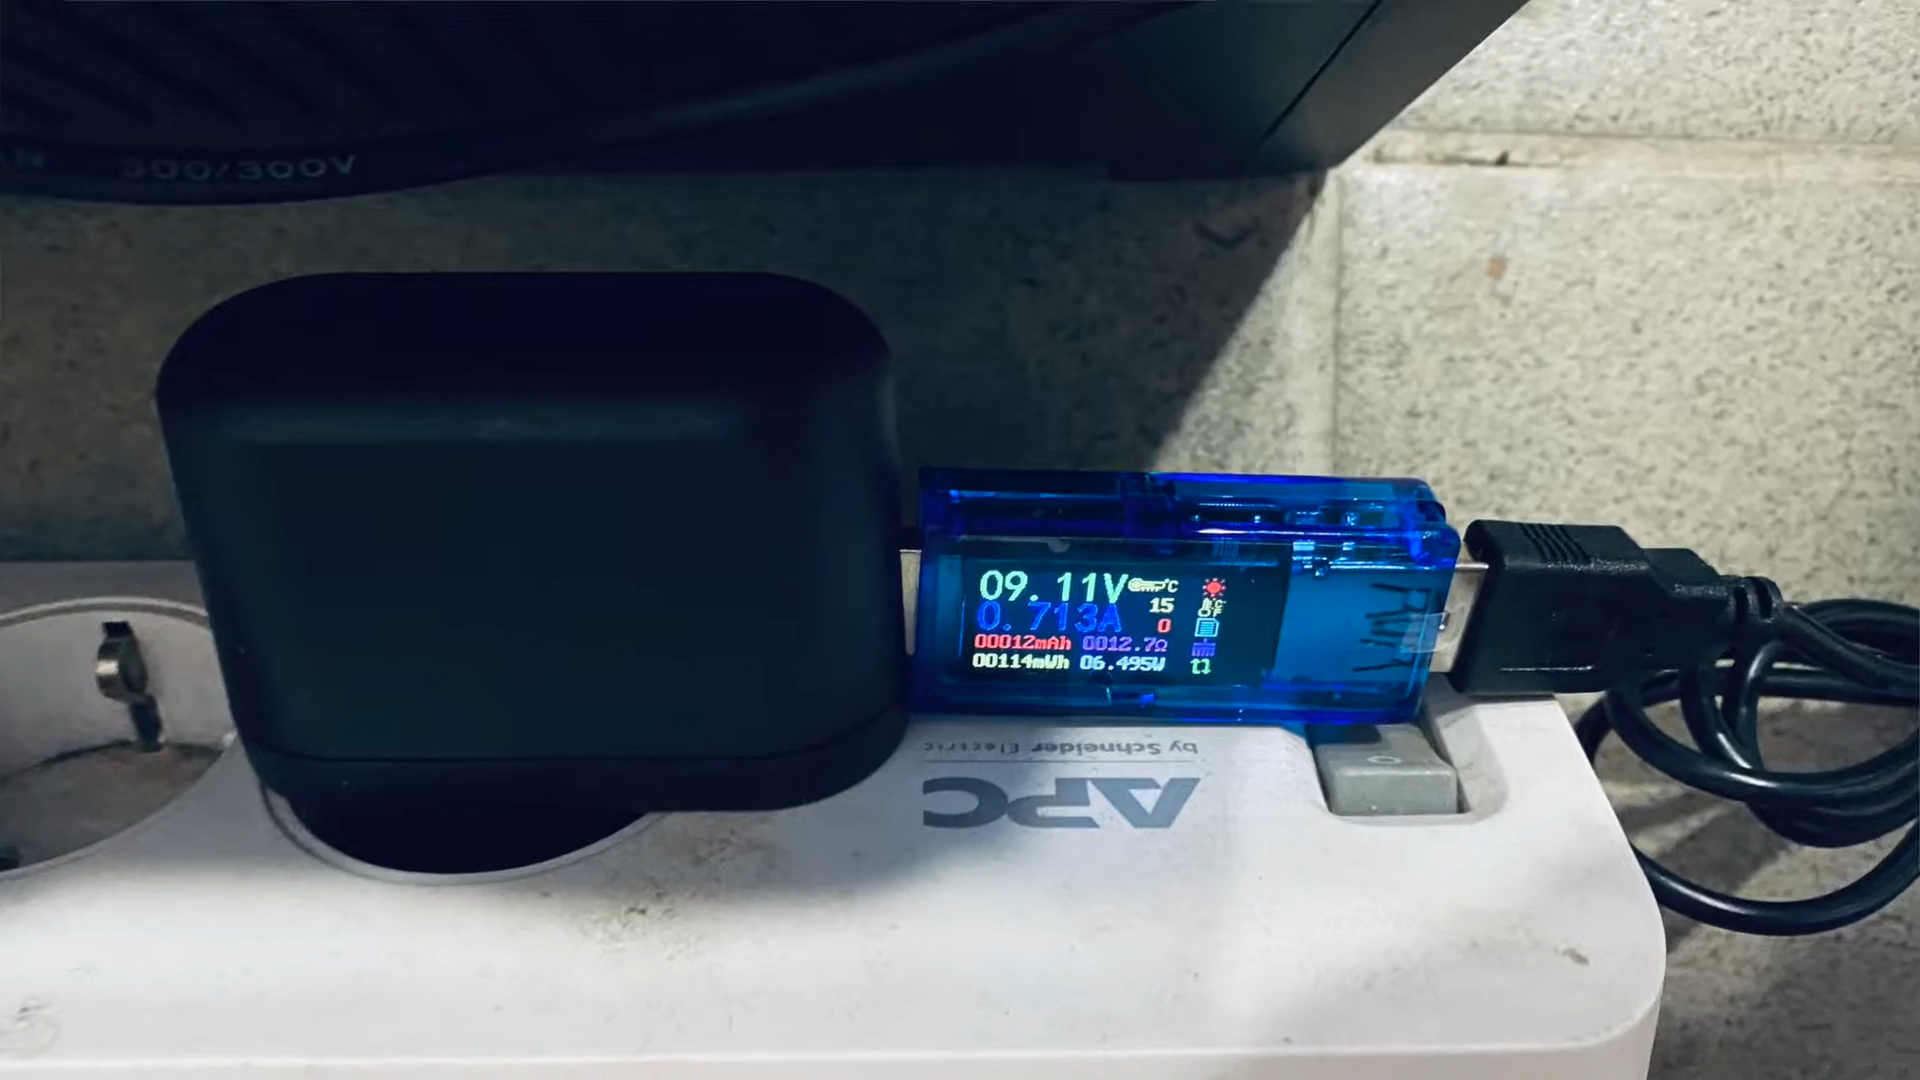 300/300V
09.11V °C
0.713A 15
0
00012mAh 0012.7Ω
00114mWh 06.495W
by Schneider Electric
APC